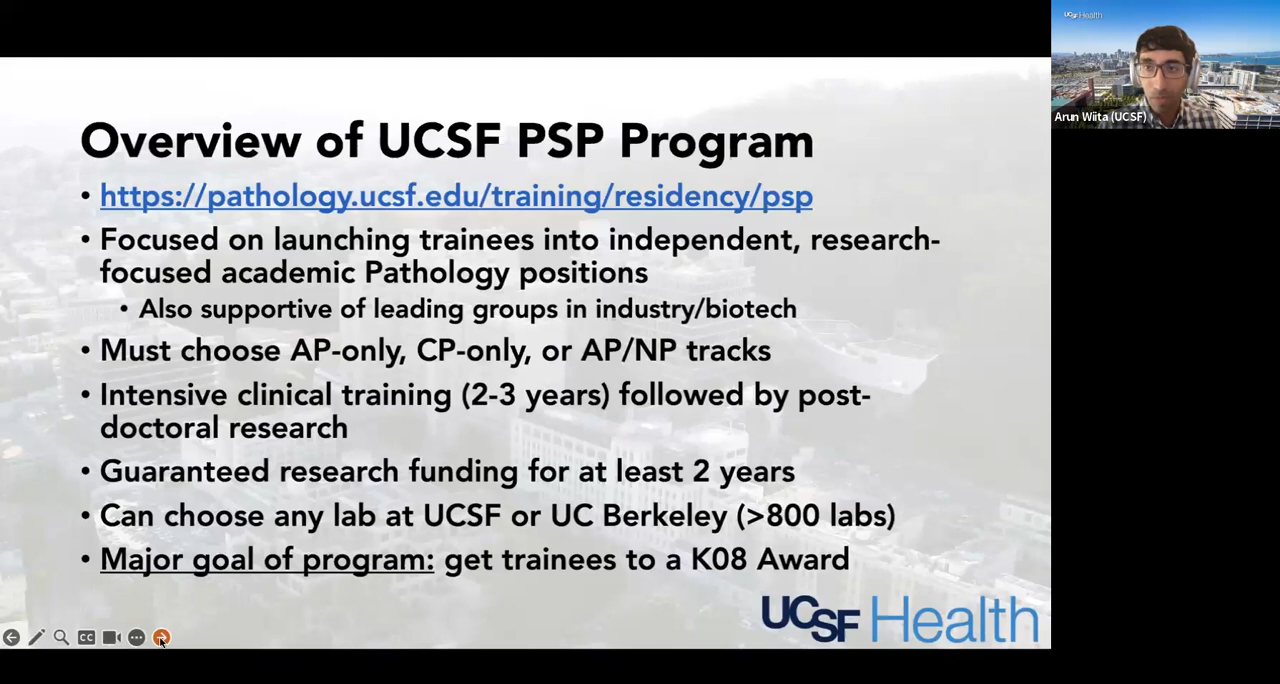 Overview of UCSF PSP Program
• https://pathology.ucsf.edu/training/residency/psp
• Focused on launching trainees into independent, research-
focused academic Pathology positions
• Also supportive of leading groups in industry/biotech
• Must choose AP-only, CP-only, or AP/NP tracks
• Intensive clinical training (2-3 years) followed by post-
doctoral research
• Guaranteed research funding for at least 2 years
• Can choose any lab at UCSF or UC Berkeley (>800 labs)
• Major goal of program: get trainees to a K08 Award
UCSF Health
CC
UCSF Health
Arun Wiita (UCSF)